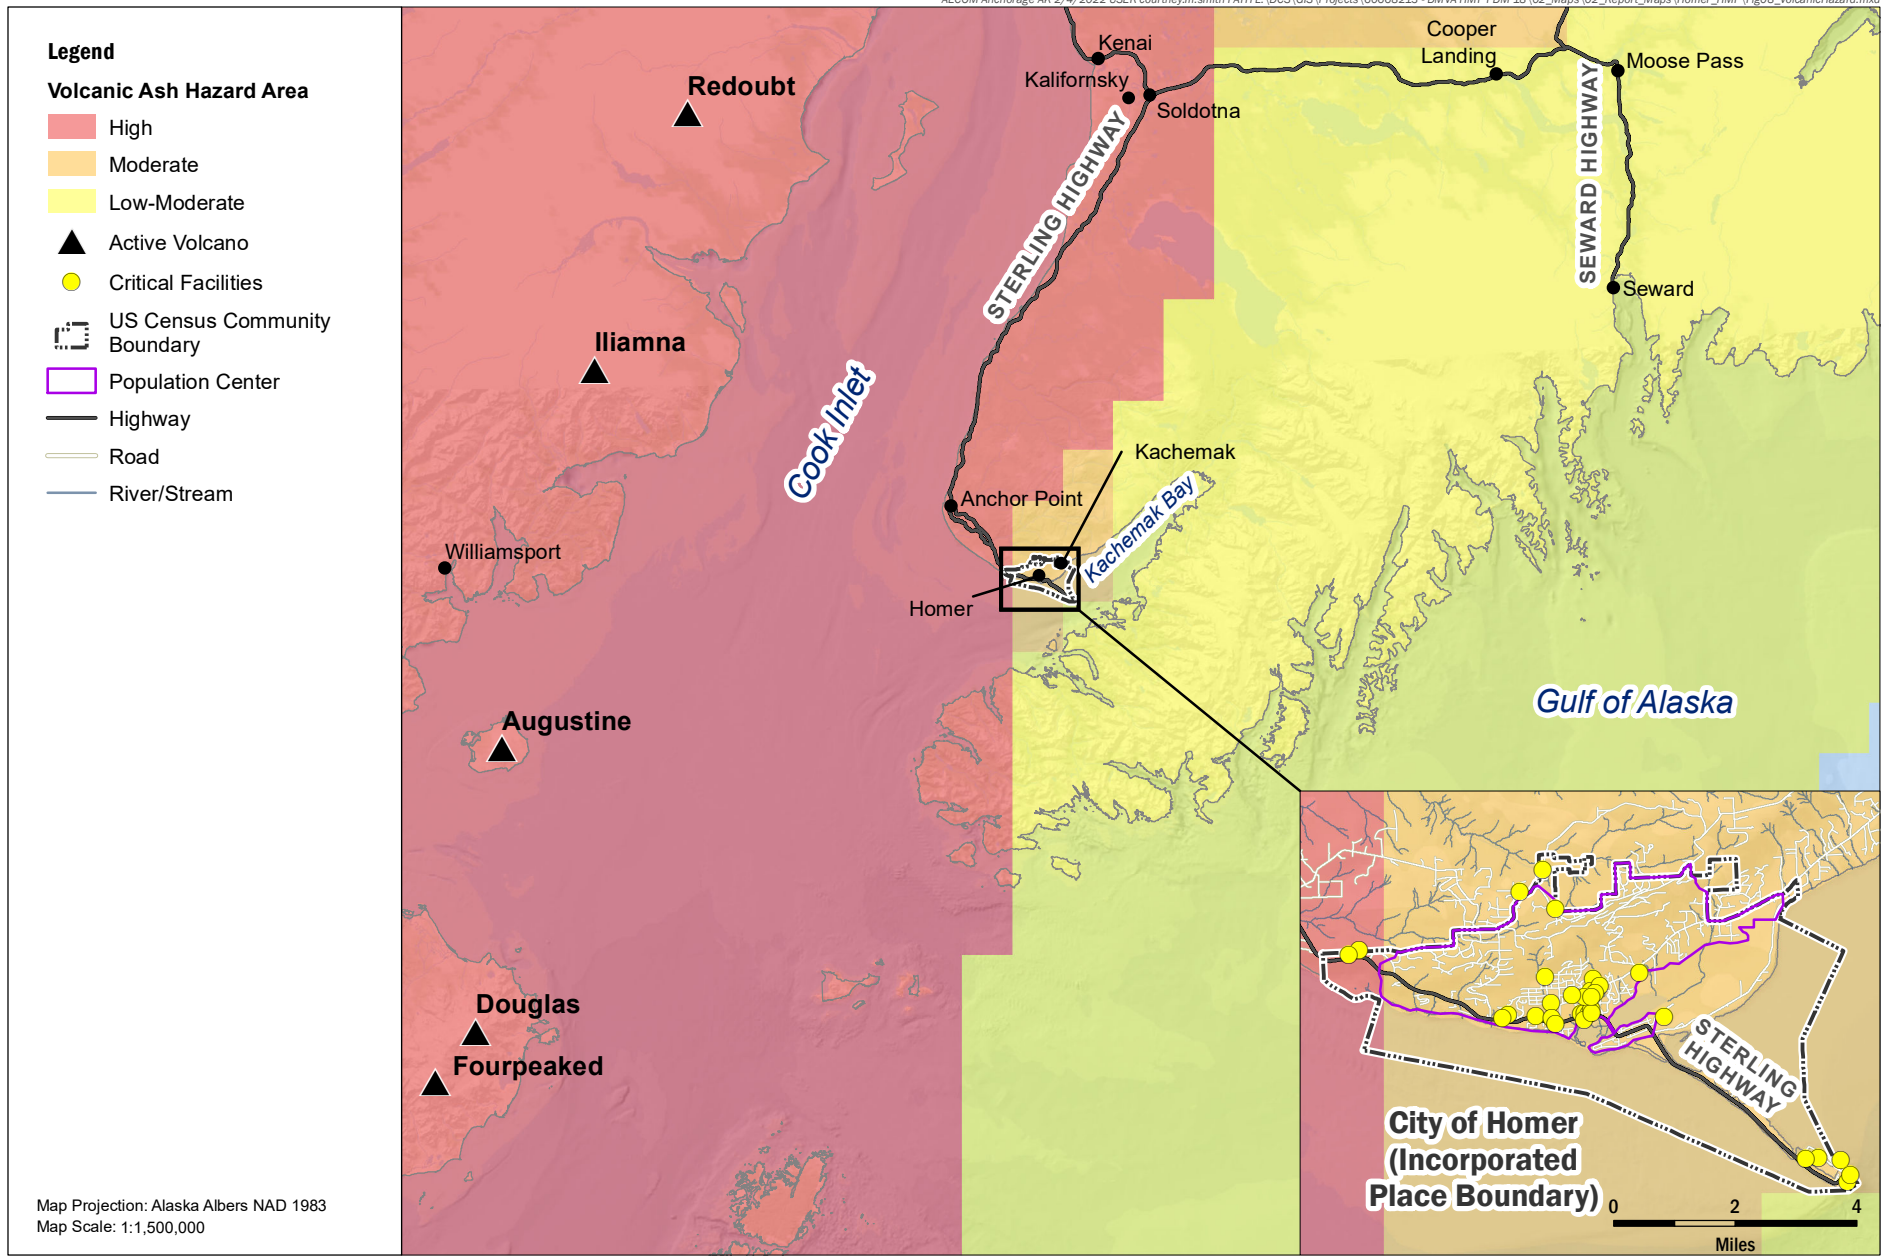 Legend
Volcanic Ash Hazard Area
High
Moderate
Low-Moderate
Active Volcano
Critical Facilities
US Census Community
Boundary
Population Center
Highway
Road
River/Stream
Map Projection: Alaska Albers NAD 1983
Map Scale: 1:1,500,000
Redoubt
Kenai
Kalifornsky
Soldotna
Cooper
Landing
Moose Pass
STERLING HIGHWAY
SEWARD HIGHWAY
Seward
Iliamna
Cook Inlet
Kachemak
Anchor Point
Kachemak Bay
Williamsport
Homer
Augustine
Gulf of Alaska
Douglas
Fourpeaked
STERLING
HIGHWAY
City of Homer
(Incorporated
Place Boundary)
0 2 4
Miles